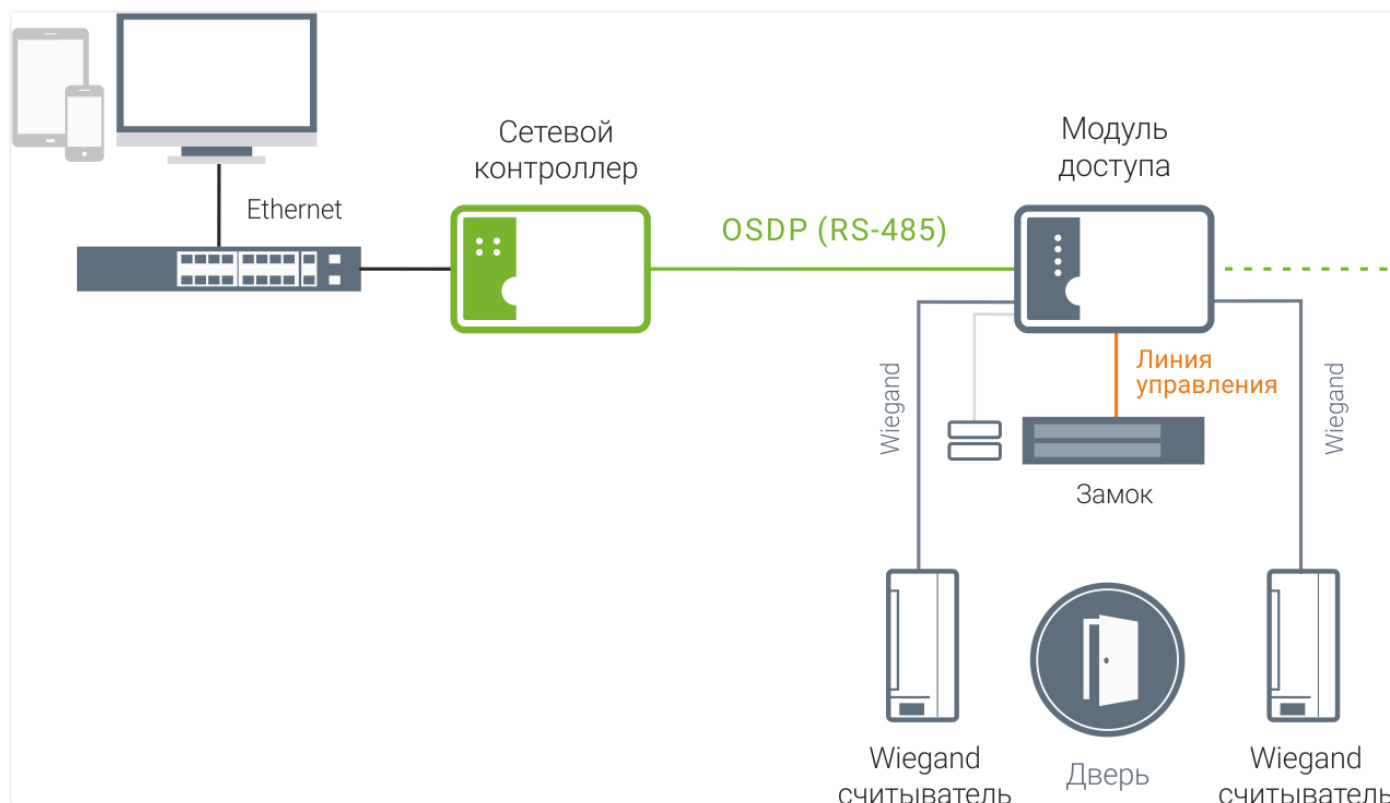 Сетевой
контроллер
Модуль
доступа
Ethernet
OSDP (RS-485)
Линия
управления
Wiegand
Wiegand
Замок
Wiegand
считыватель
Дверь
Wiegand
считыватель